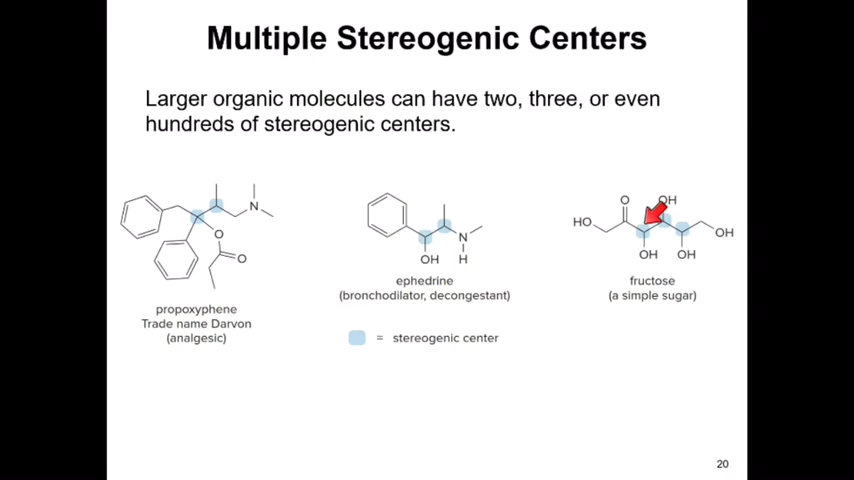 Multiple Stereogenic Centers
Larger organic molecules can have two, three, or even
hundreds of stereogenic centers.
N
O
O
propoxyphene
Trade name Darvon
(analgesic)
N
OH
H
ephedrine
(bronchodilator, decongestant)
O
OH
HO
OH
OH
OH
fructose
(a simple sugar)
= stereogenic center
20